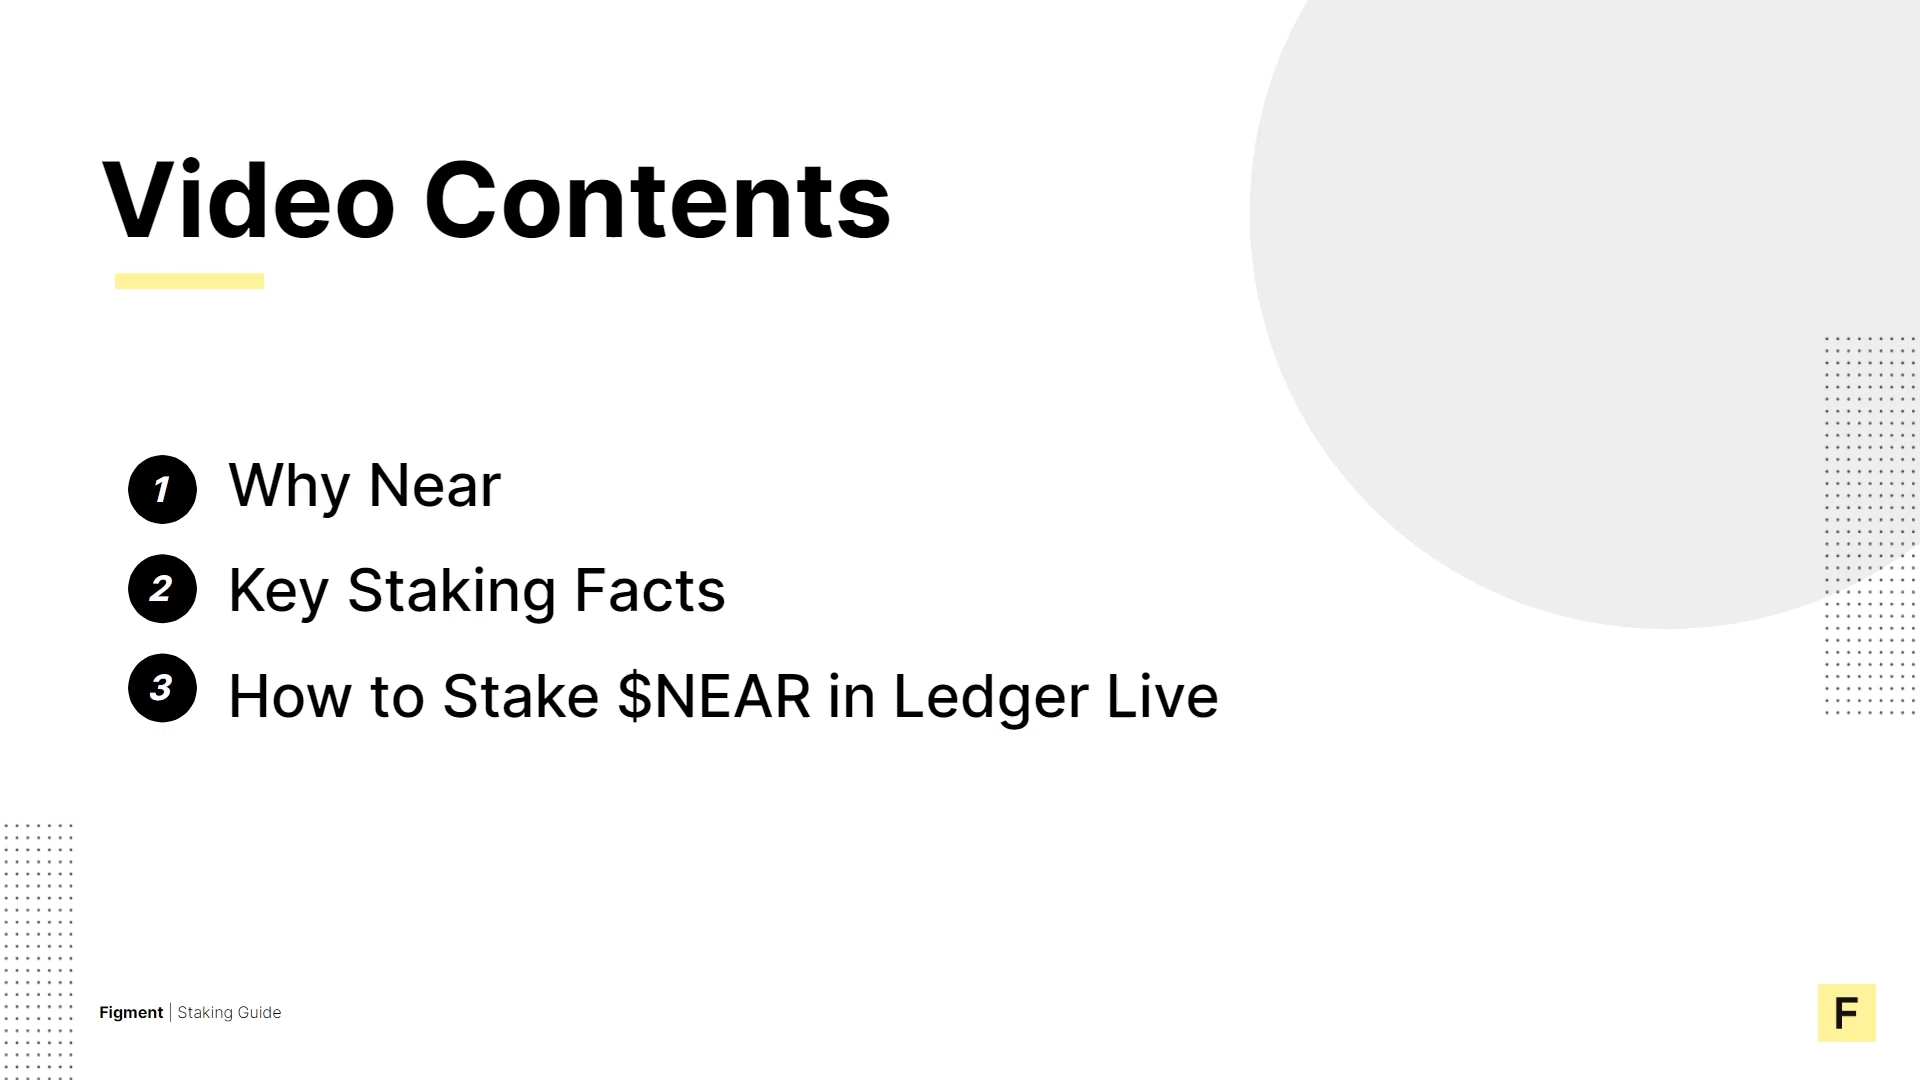 Video Contents
1 Why Near
2 Key Staking Facts
3 How to Stake $NEAR in Ledger Live
Figment | Staking Guide
F